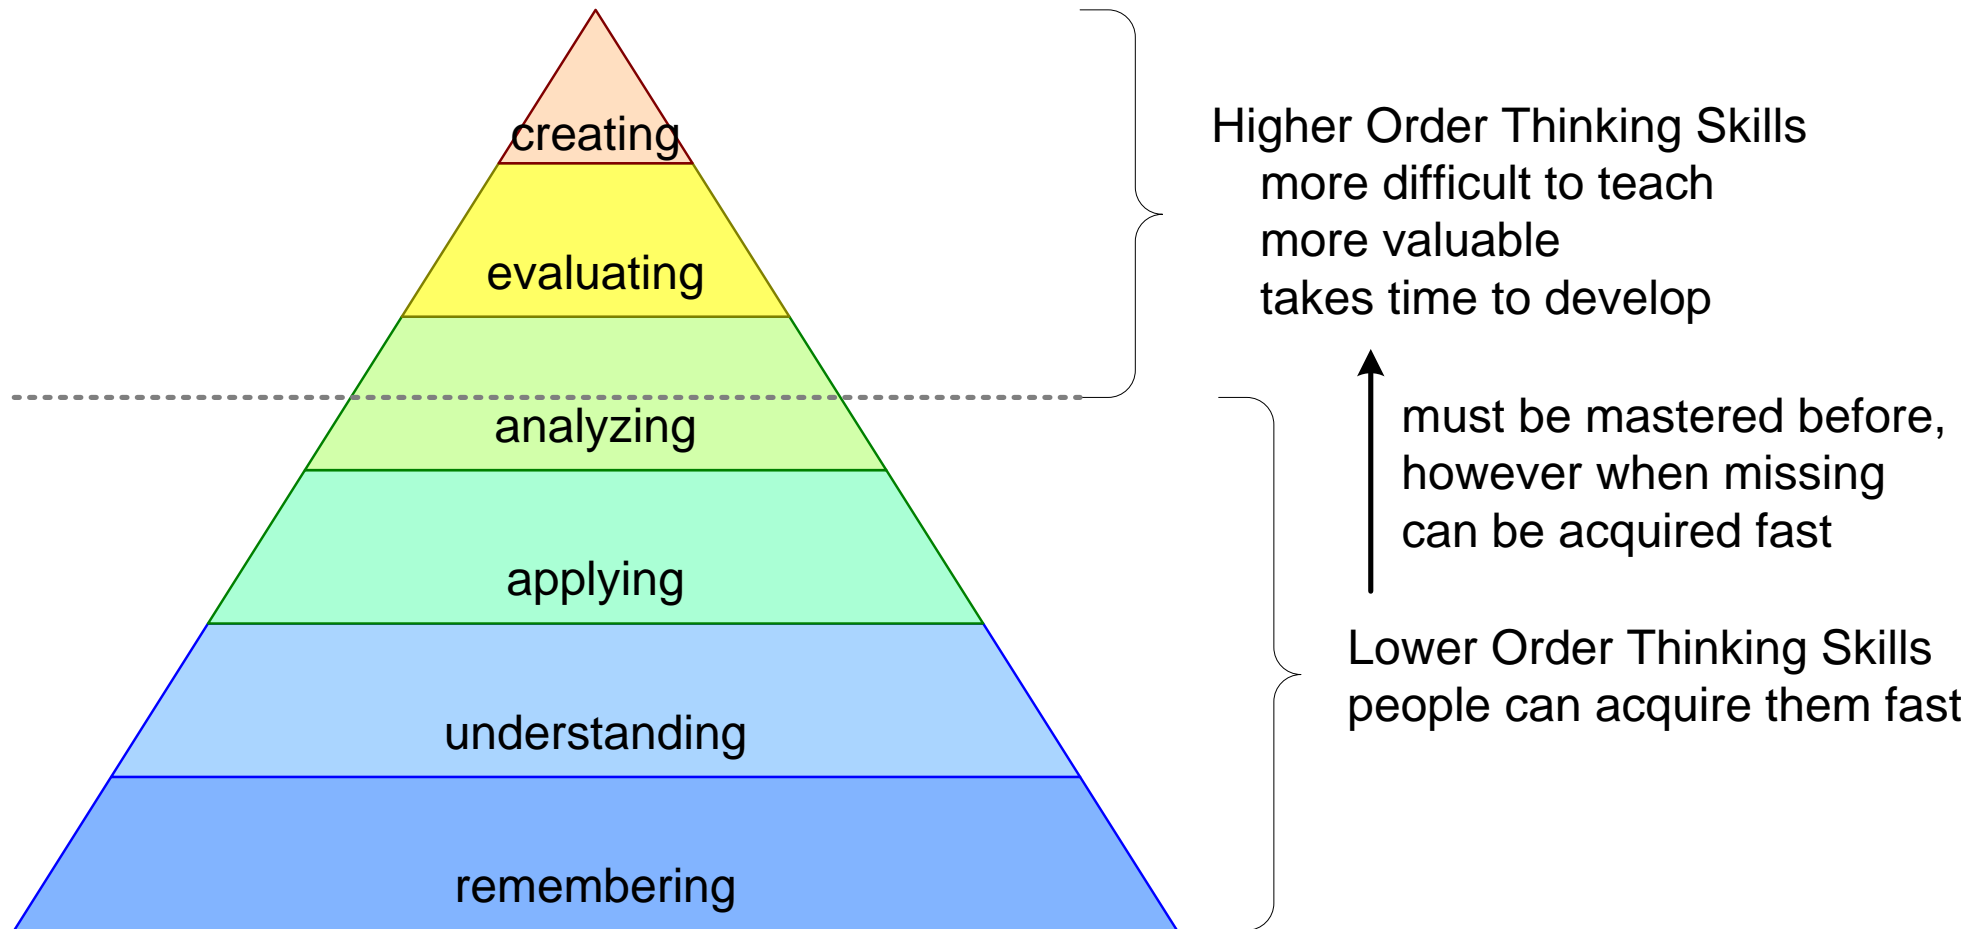 creating
evaluating
analyzing
applying
understanding
remembering
Higher Order Thinking Skills
more difficult to teach
more valuable
takes time to develop
must be mastered before,
however when missing
can be acquired fast
Lower Order Thinking Skills
people can acquire them fast